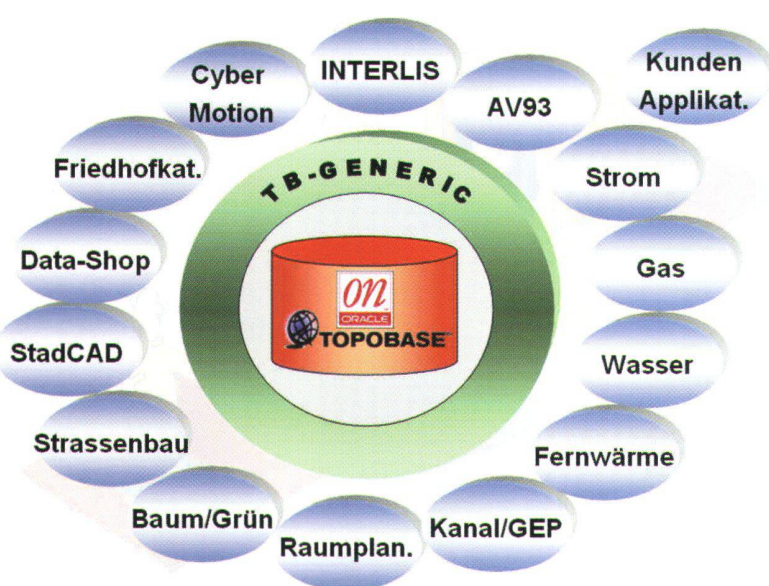 INTERLIS
Cyber
Motion
AV93
Kunden
Applikat.
Friedhofkat.
Strom
TB-GENERIC
Data-Shop
Gas
on
ORACLE
TOPOBASE
StadCAD
Wasser
Strassenbau
Fernwärme
Baum/Grün
Kanal/GEP
Raumplan.